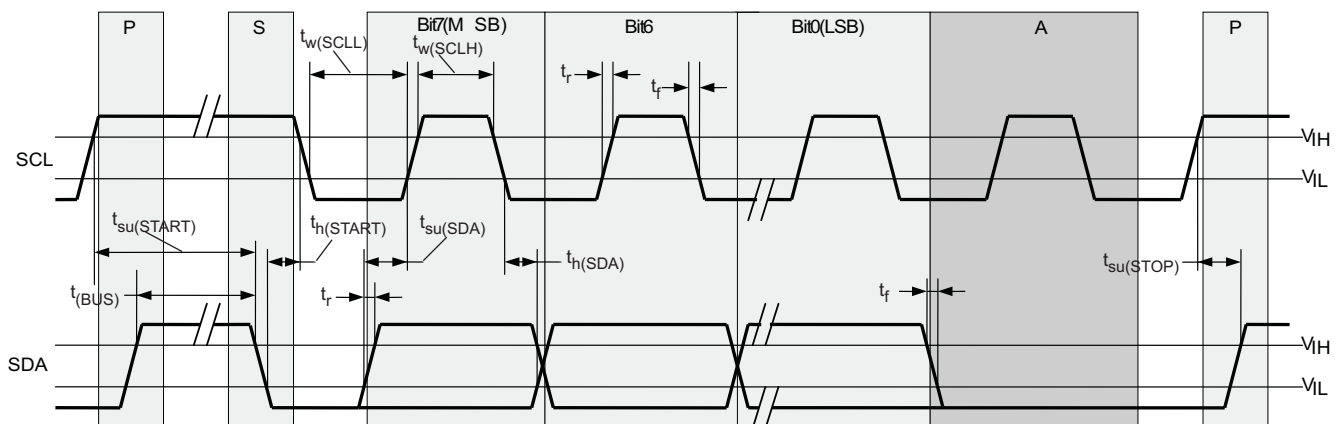 P S Bit7(M SB) Bit6 Bit0(LSB) A P
tw(SCLL) tw(SCLH) tr tf
VIH
SCL
VIL
tsu(START) th(START) tsu(SDA) th(SDA) tsu(STOP)
t(BUS) tr tf
VIH
SDA
VIL